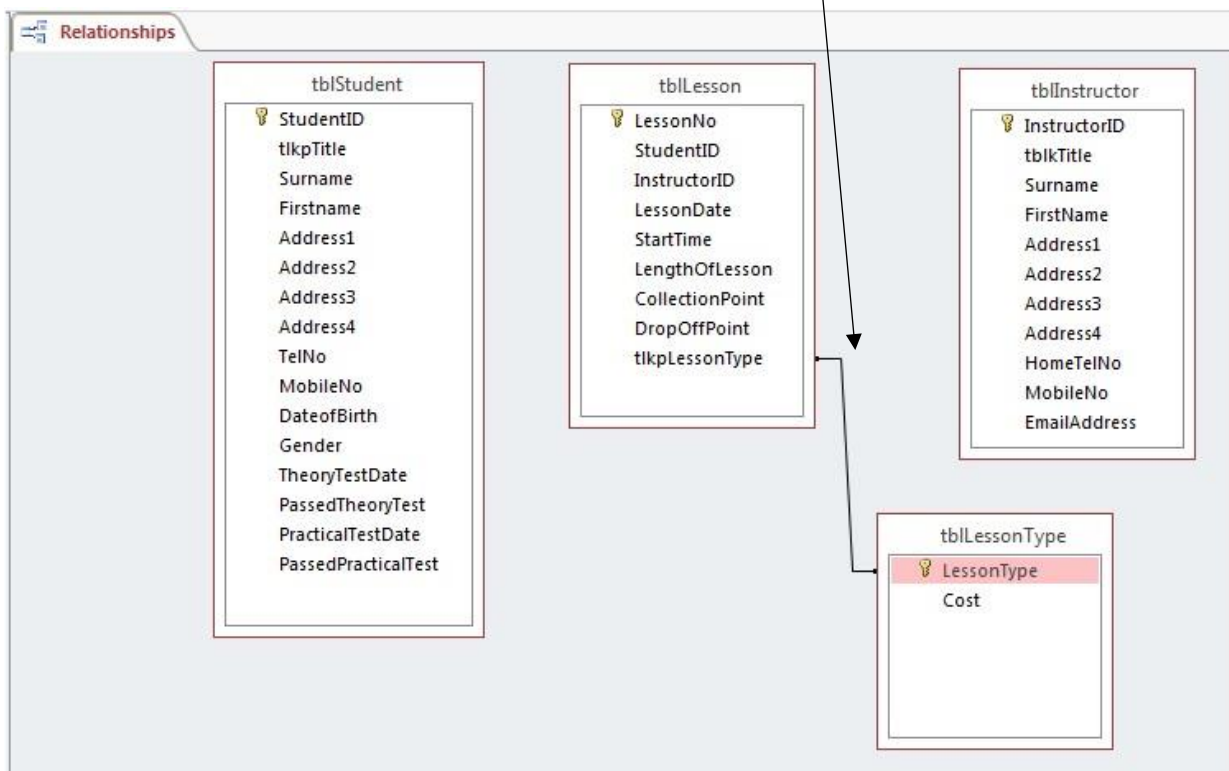 Relationships
tblStudent
StudentID
tlkpTitle
Surname
Firstname
Address1
Address2
Address3
Address4
TelNo
MobileNo
DateofBirth
Gender
TheoryTestDate
PassedTheoryTest
PracticalTestDate
PassedPracticalTest
tblLesson
LessonNo
StudentID
InstructorID
LessonDate
StartTime
LengthOfLesson
CollectionPoint
DropOffPoint
tlkpLessonType
tblInstructor
InstructorID
tblkTitle
Surname
FirstName
Address1
Address2
Address3
Address4
HomeTelNo
MobileNo
EmailAddress
tblLessonType
LessonType
Cost